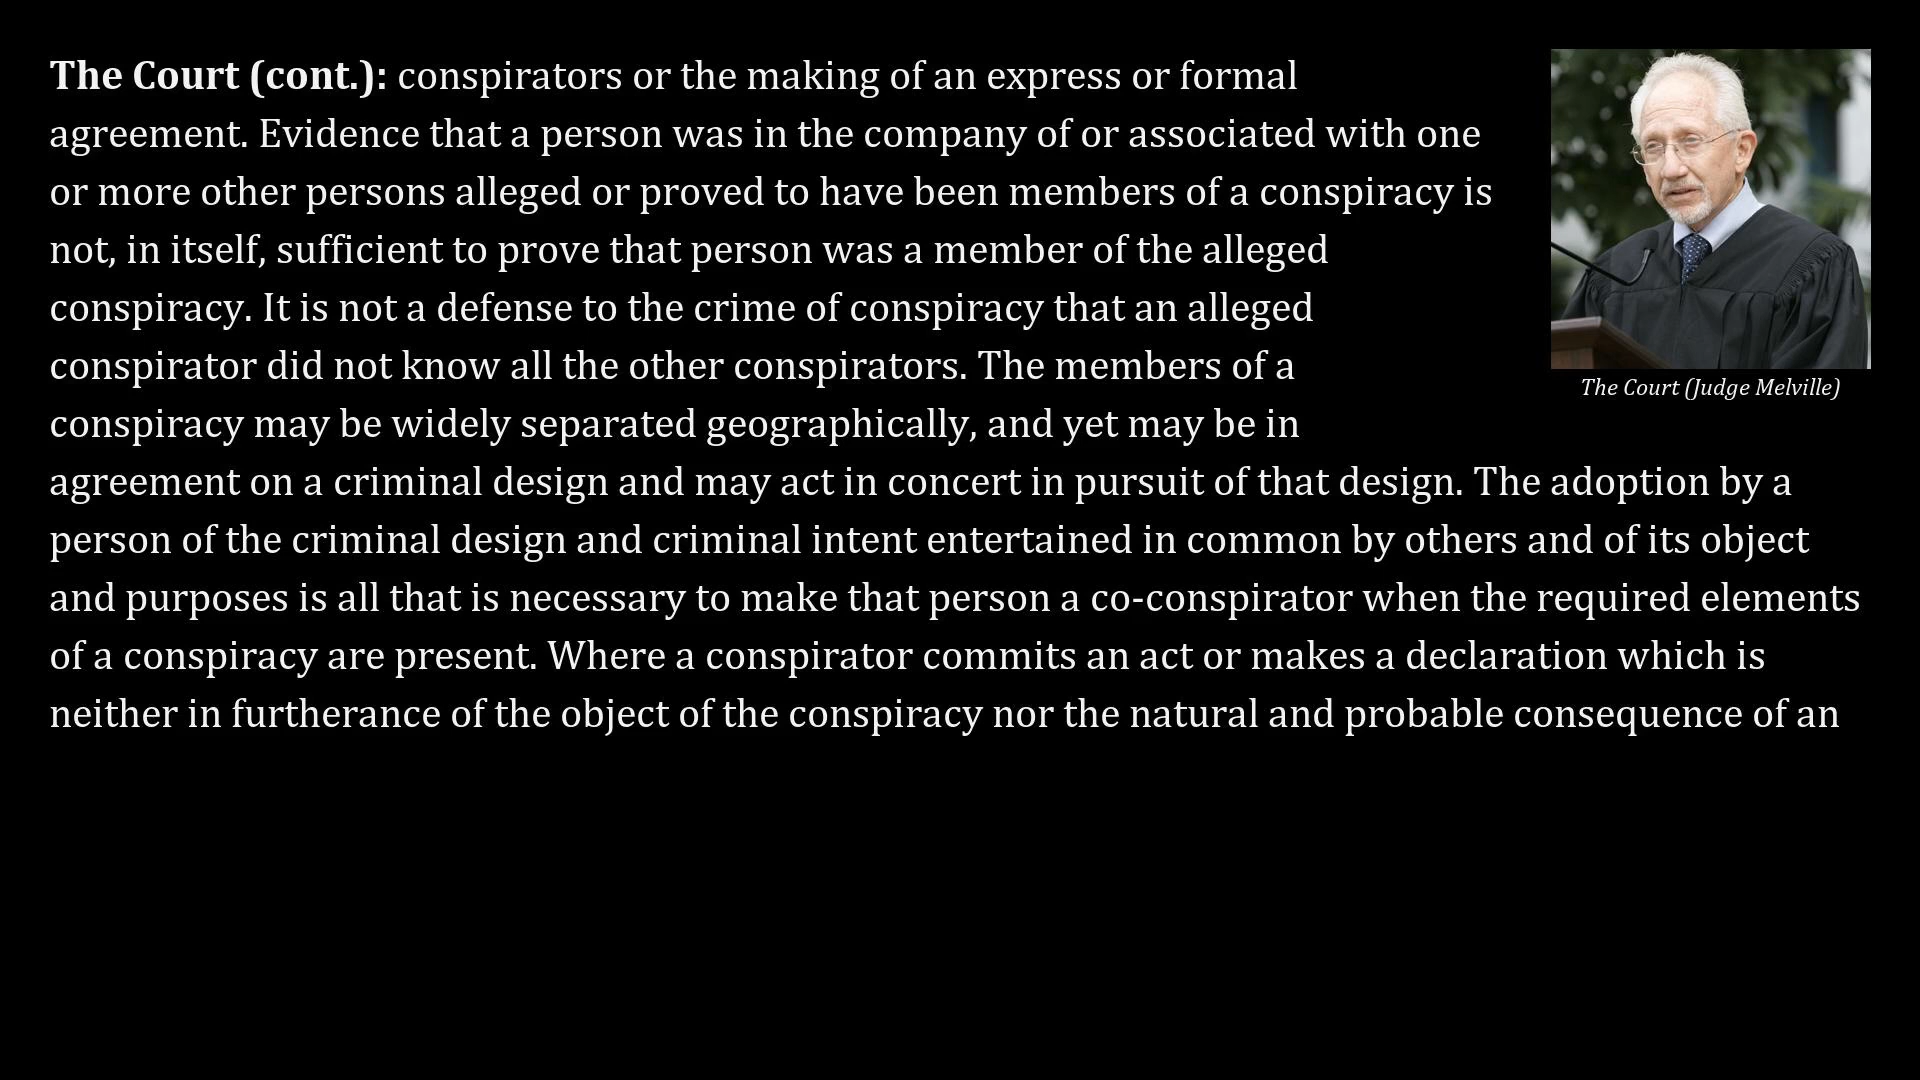 The Court (cont.): conspirators or the making of an express or formal
agreement. Evidence that a person was in the company of or associated with one
or more other persons alleged or proved to have been members of a conspiracy is
not, in itself, sufficient to prove that person was a member of the alleged
conspiracy. It is not a defense to the crime of conspiracy that an alleged
conspirator did not know all the other conspirators. The members of a
conspiracy may be widely separated geographically, and yet may be in
agreement on a criminal design and may act in concert in pursuit of that design. The adoption by a
person of the criminal design and criminal intent entertained in common by others and of its object
and purposes is all that is necessary to make that person a co-conspirator when the required elements
of a conspiracy are present. Where a conspirator commits an act or makes a declaration which is
neither in furtherance of the object of the conspiracy nor the natural and probable consequence of an
The Court (Judge Melville)